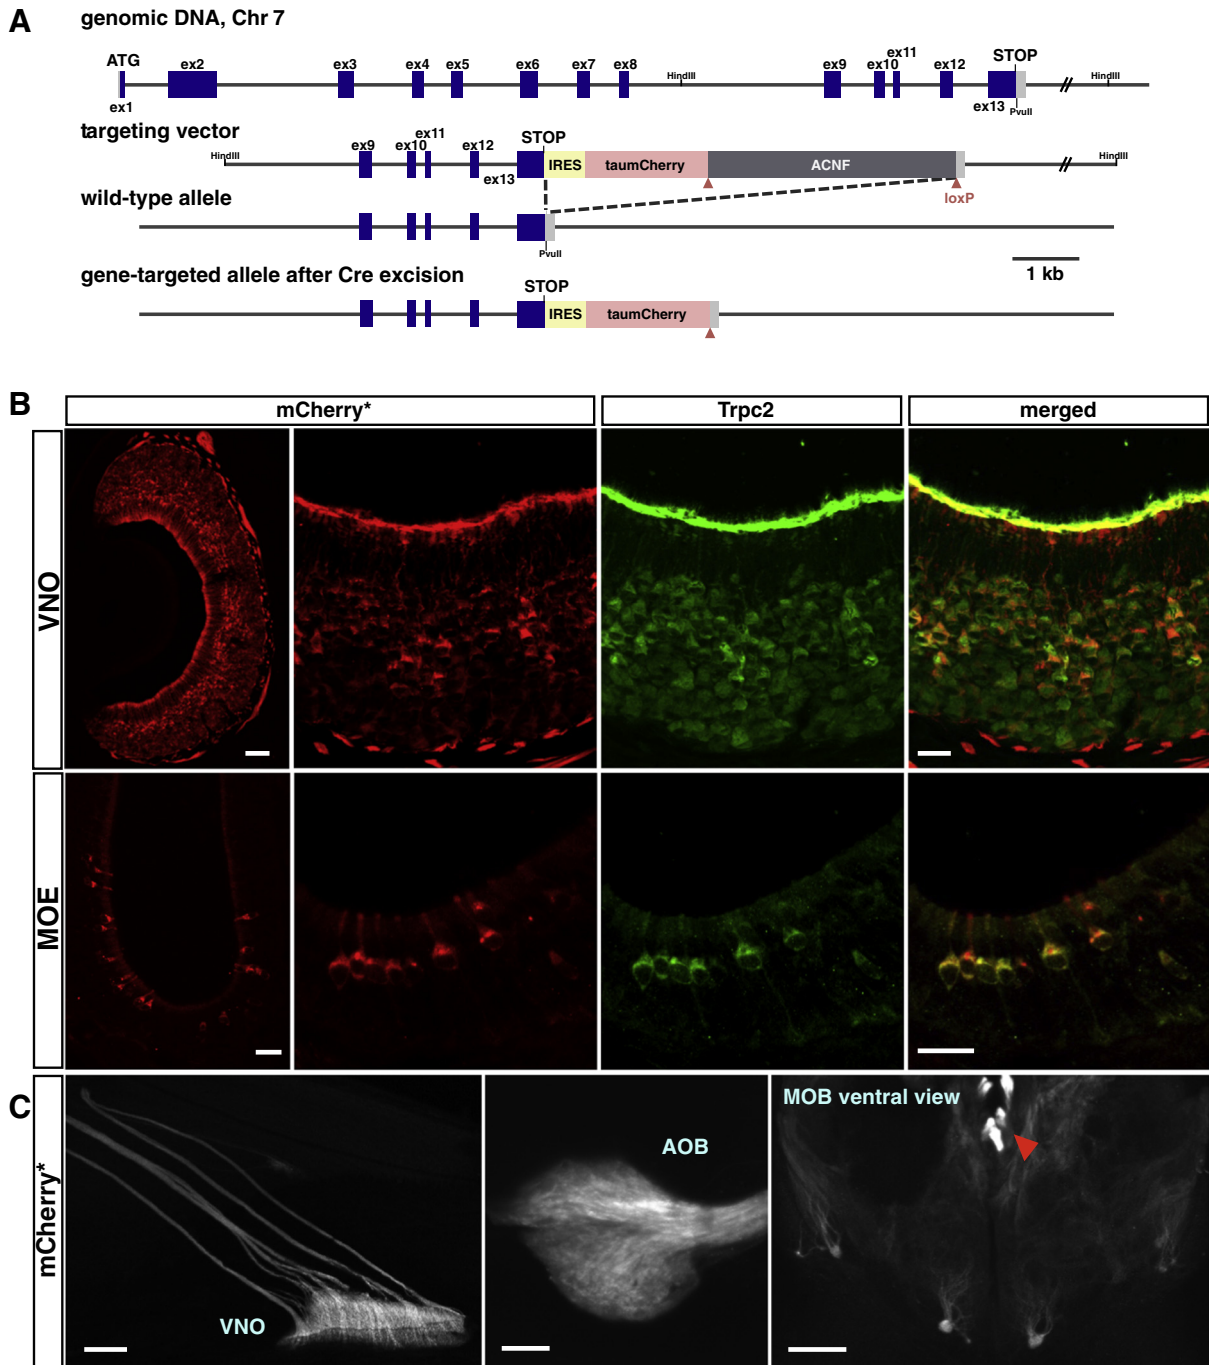 A
genomic DNA, Chr 7
ATG
ex2
ex3
ex4
ex5
ex6
ex7
ex8
HindIII
ex9
ex10
ex11
ex12
STOP
HindIII
ex1
ex13
PvuII
targeting vector
HindIII
ex9
ex10
ex11
ex12
STOP
HindIII
ex13
IRES
taumCherry
ACNF
loxP
wild-type allele
PvuII
1 kb
gene-targeted allele after Cre excision
STOP
IRES
taumCherry
B
mCherry*
Trpc2
merged
VNO
MOE
C
mCherry*
VNO
AOB
MOB ventral view